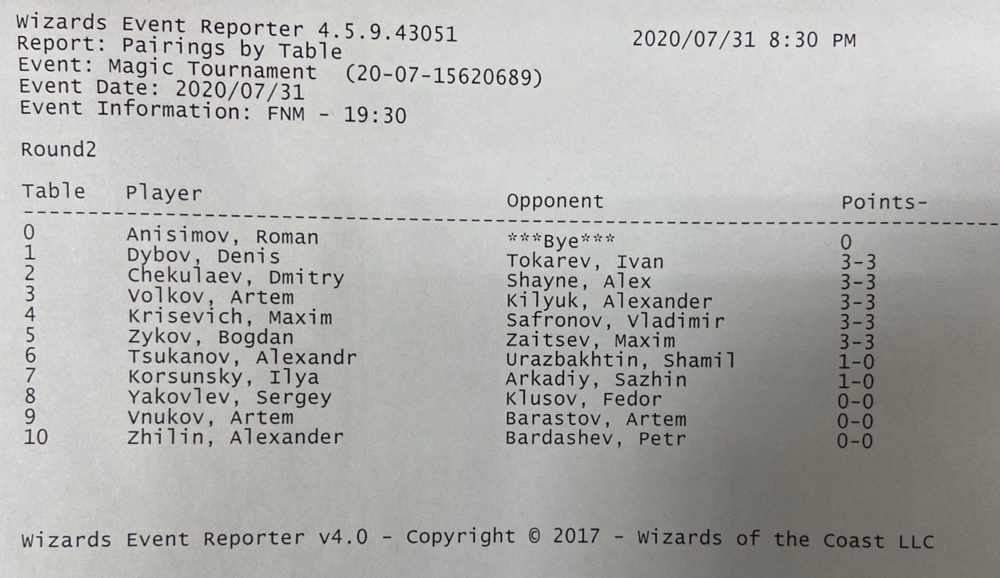 Wizards Event Reporter 4.5.9.43051 2020/07/31 8:30 PM
Report: Pairings by Table
Event: Magic Tournament (20-07-15620689)
Event Date: 2020/07/31
Event Information: FNM - 19:30
Round2
Table Player Opponent Points-
0 Anisimov, Roman ***Bye*** 0
1 Dybov, Denis Tokarev, Ivan 3-3
2 Chekulaev, Dmitry Shayne, Alex 3-3
3 Volkov, Artem Kilyuk, Alexander 3-3
4 Krisevich, Maxim Safronov, Vladimir 3-3
5 Zykov, Bogdan Zaitsev, Maxim 3-3
6 Tsukanov, Alexandr Urazbakhtin, Shamil 1-0
7 Korsunsky, Ilya Arkadiy, Sazhin 1-0
8 Yakovlev, Sergey Klusov, Fedor 0-0
9 Vnukov, Artem Barastov, Artem 0-0
10 Zhilin, Alexander Bardashev, Petr 0-0
Wizards Event Reporter v4.0 - Copyright © 2017 - Wizards of the Coast LLC